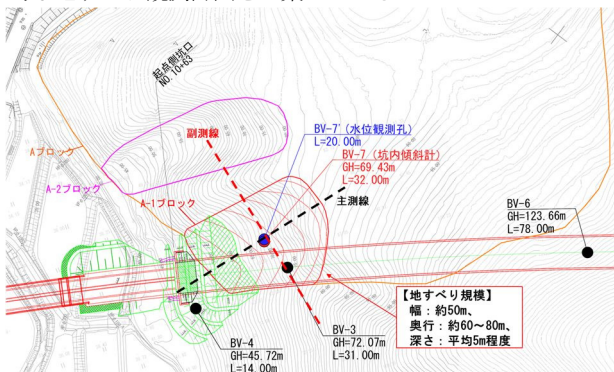 起点側坑口
NO.10+63
副測線
BV-7'(水位観測孔)
L=20.00m
BV-7(坑内傾斜計)
GH=69.43m
L=32.00m
Aブロック
A-2ブロック
A-1ブロック
主測線
BV-6
GH=123.66m
L=78.00m
【地すべり規模】
幅:約50m、
奥行:約60~80m、
深さ:平均5m程度
BV-3
GH=72.07m
L=31.00m
BV-4
GH=45.72m
L=14.00m